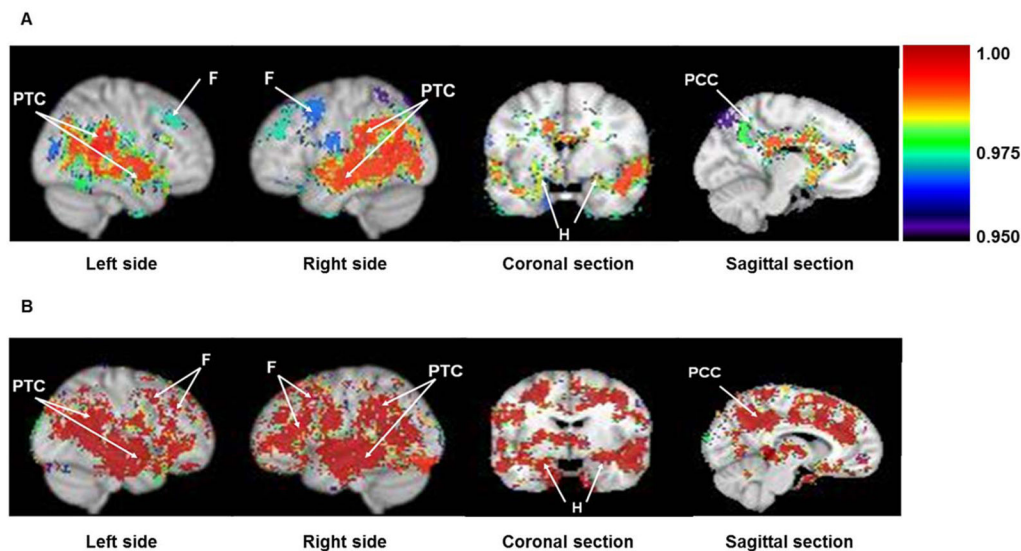 A
PTC
F
F
PTC
PCC
H
1.00
0.975
0.950
Left side
Right side
Coronal section
Sagittal section
B
PTC
F
F
PTC
PCC
H
Left side
Right side
Coronal section
Sagittal section